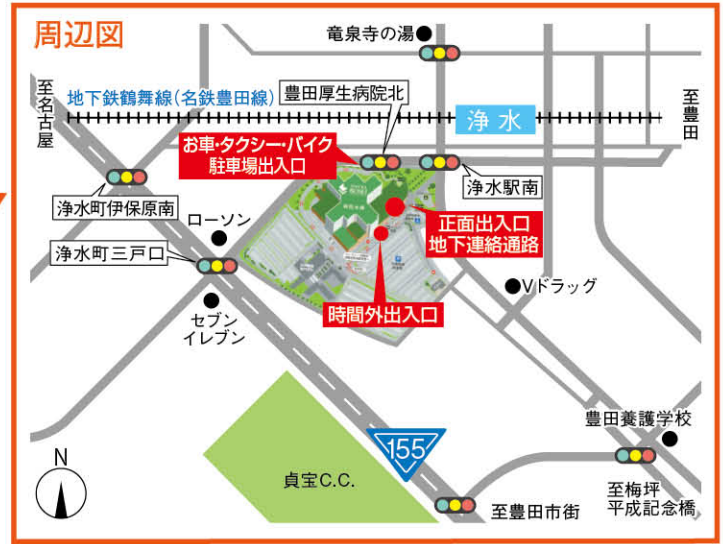 周辺図
竜泉寺の湯
至名古屋
地下鉄鶴舞線(名鉄豊田線)
豊田厚生病院北
浄水
至豊田
お車・タクシー・バイク
駐車場出入口
浄水町伊保原南
浄水駅南
ローソン
正面出入口
地下連絡通路
浄水町三戸口
Vドラッグ
時間外出入口
セブン
イレブン
豊田養護学校
155
N
貞宝C.C.
至豊田市街
至梅坪
平成記念橋